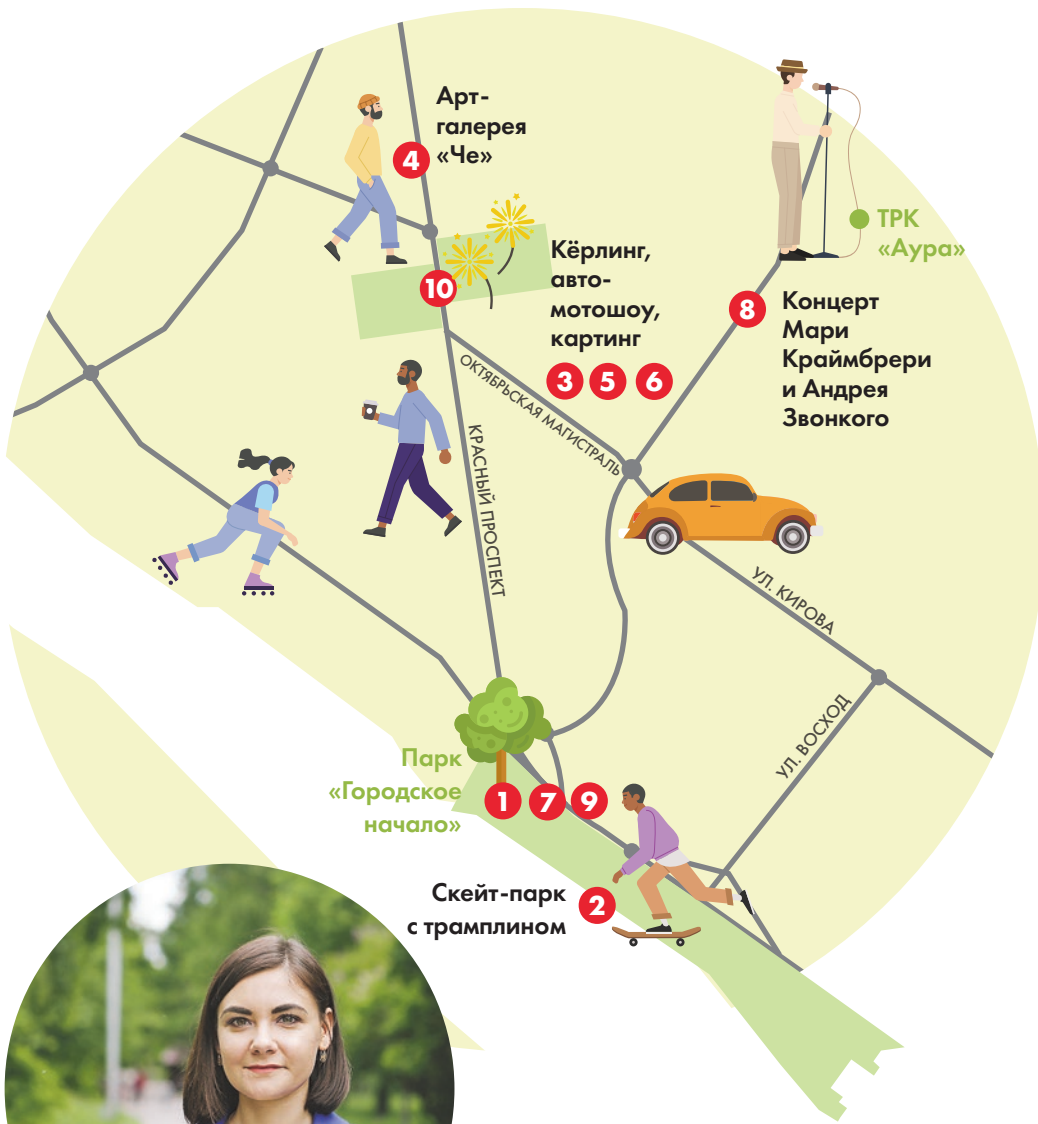 Арт-
галерея
«Че»
4
10
Кёрлинг,
авто-
мотошоу,
картинг
3 5 6
ТРК
«Аура»
8
Концерт
Мари
Краймбрери
и Андрея
Звонкого
ОКТЯБРЬСКАЯ МАГИСТРАЛЬ
КРАСНЫЙ ПРОСПЕКТ
УЛ. КИРОВА
УЛ. ВОСХОД
Парк
«Городское
начало»
1 7 9
Скейт-парк
с трамплином
2